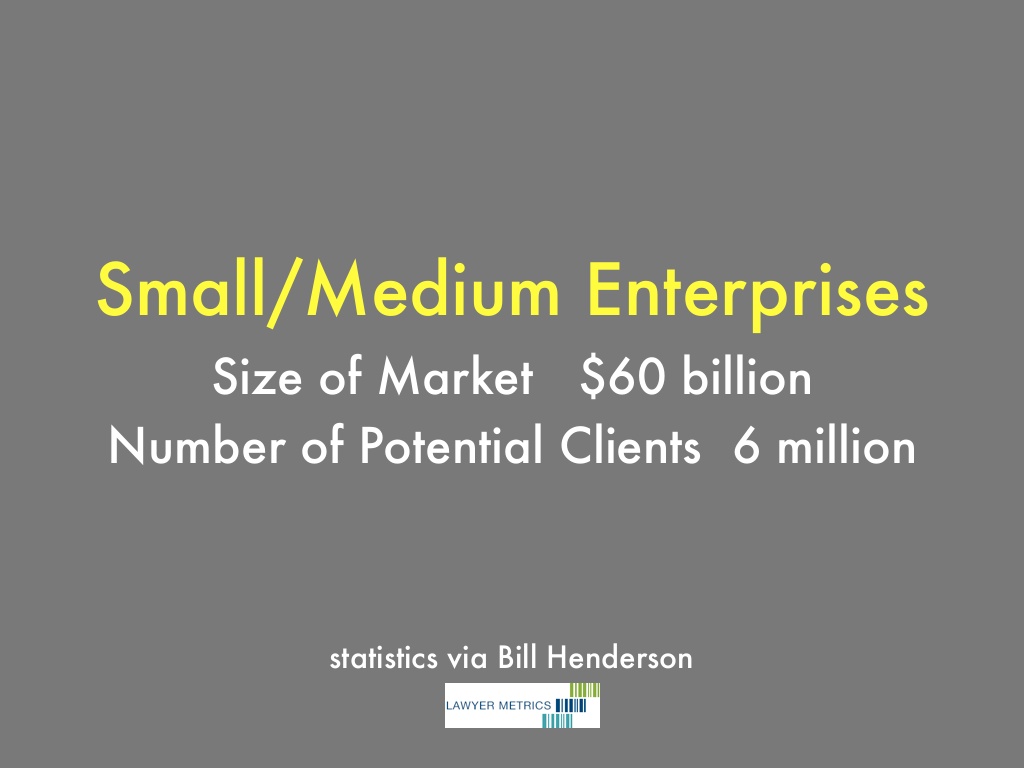 Small/Medium Enterprises
Size of Market $60 billion
Number of Potential Clients 6 million
statistics via Bill Henderson
LAWYER METRICS